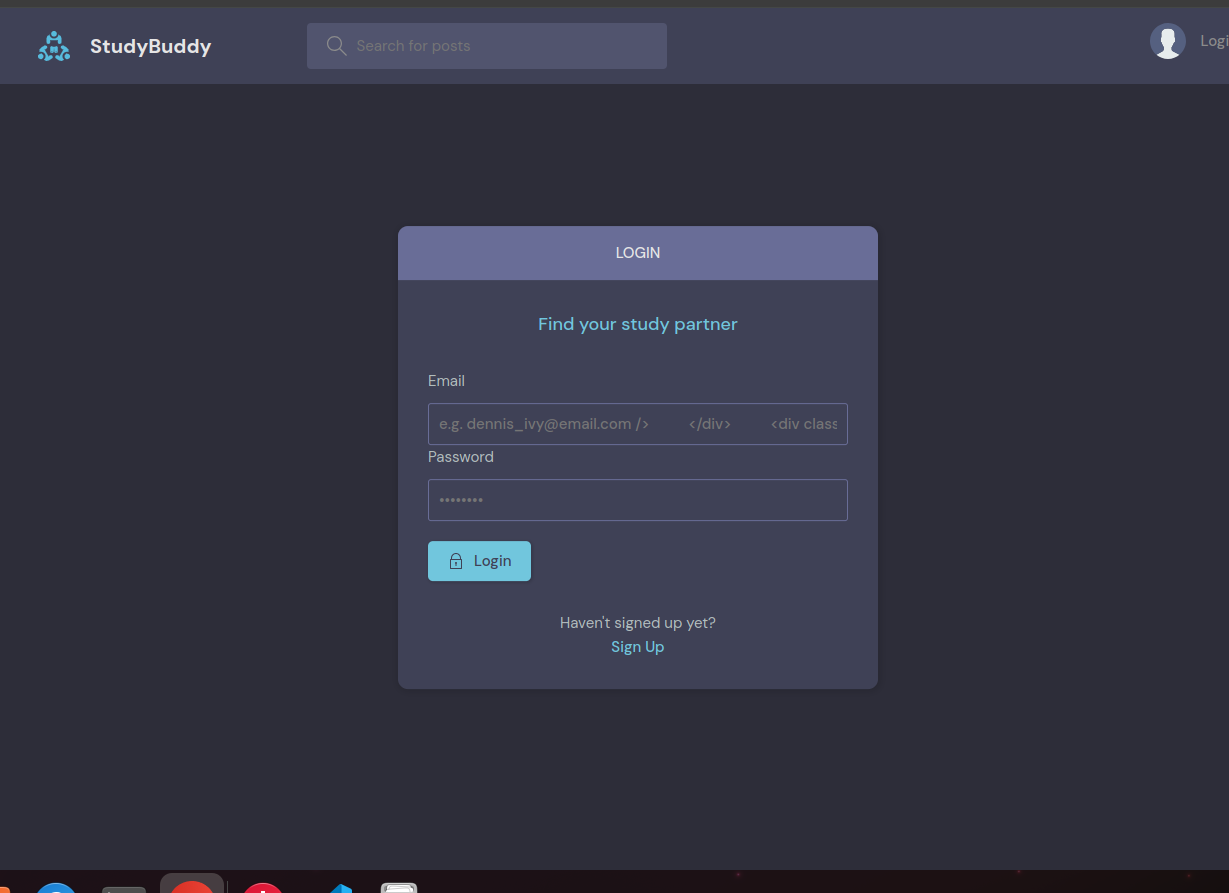 StudyBuddy
Search for posts
Logi
LOGIN
Find your study partner
Email
e.g. dennis_ivy@email.com /> </div> <div class
Password
••••••••
Login
Haven't signed up yet?
Sign Up